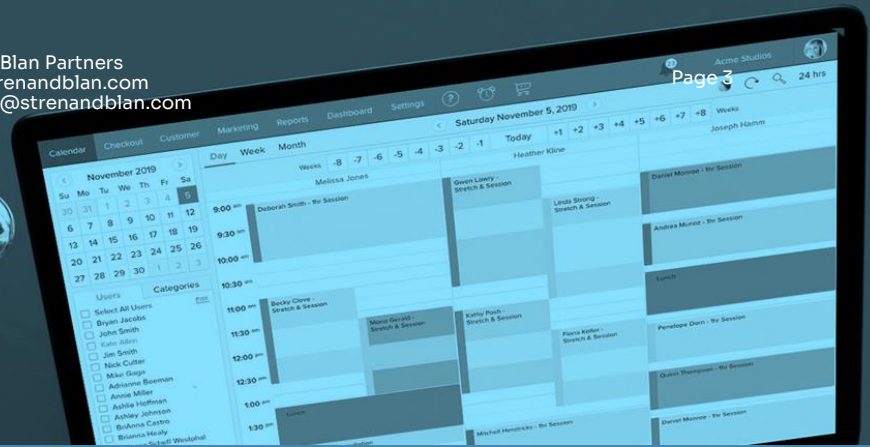 Blan Partners
renandblan.com
@strenandblan.com
Page 3
23
Acme Studios
24 hrs
Calendar Checkout Customer Marketing Reports Dashboard Settings
Day Week Month
Saturday November 5, 2019
Weeks -8 -7 -6 -5 -4 -3 -2 -1 Today +1 +2 +3 +4 +5 +6 +7 +8 Weeks
Melissa Jones
Heather Kline
Joseph Hamm
November 2019
Su Mo Tu We Th Fr Sa
30 31 1 2 3 4 5
6 7 8 9 10 11 12
13 14 15 16 17 18 19
20 21 22 23 24 25 26
27 28 29 30 1 2 3
Users Categories
Select All Users
Bryan Jacobs
John Smith
Kate Allen
Jim Smith
Nick Cutter
Mike Gaga
Adrianne Beeman
Annie Miller
Ashlie Hoffman
Ashley Johnson
BriAnna Castro
Brianna Healy
Schell Westphal
9:00 am
9:30 am
10:00 am
10:30 am
11:00 am
11:30 am
12:00 pm
12:30 pm
1:00 pm
1:30 pm
Deborah Smith - 1hr Session
Becky Clove -
Stretch & Session
Mona Gerald -
Stretch & Session
Lunch
Gwen Lowry -
Stretch & Session
Linda Strong -
Stretch & Session
Kathy Posh -
Stretch & Session
Fiona Keller -
Stretch & Session
Mitchell Hendricks - 1hr Session
Daniel Monroe - 1hr Session
Andrea Muniz - 1hr Session
Lunch
Penelope Dorn - 1hr Session
Quinn Thompson - 1hr Session
Daniel Monroe - 1hr Session